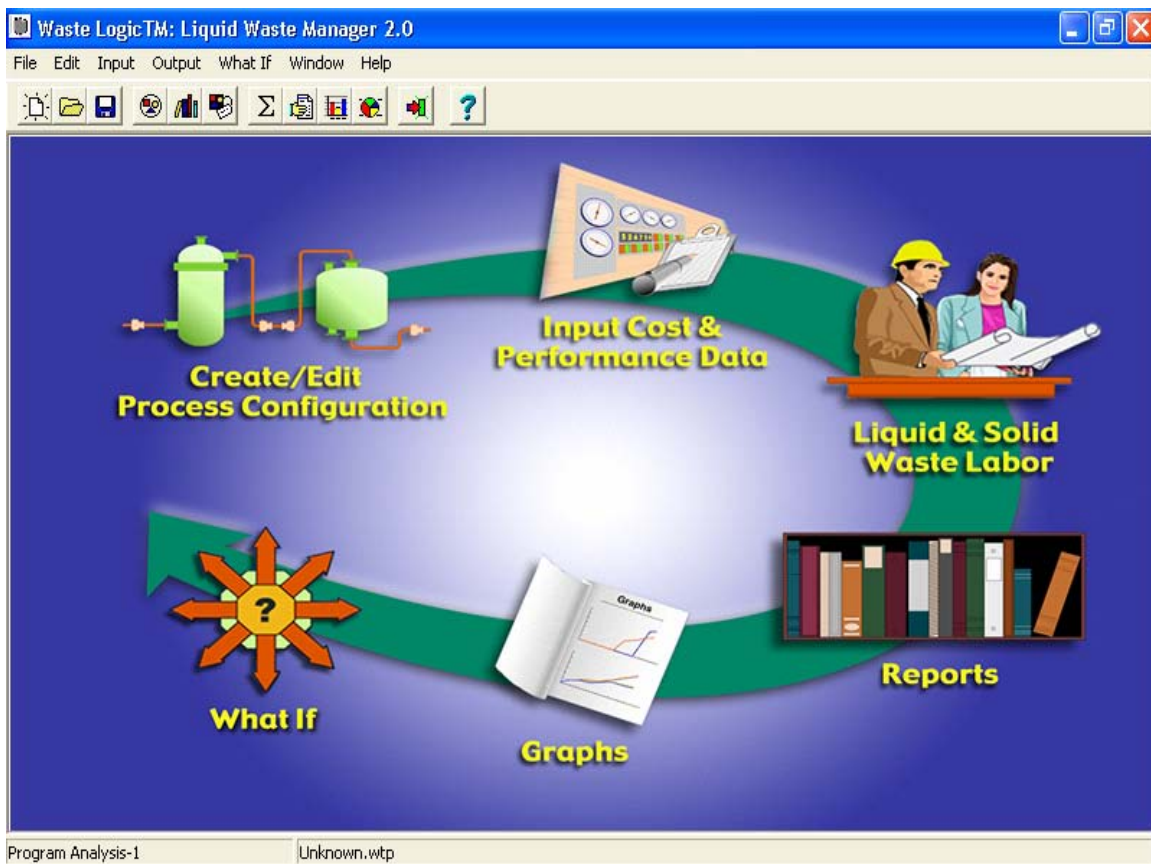 Waste LogicTM: Liquid Waste Manager 2.0
File Edit Input Output What If Window Help
Σ ?
Create/Edit
Process Configuration
Input Cost &
Performance Data
Liquid & Solid
Waste Labor
Reports
Graphs
Graphs
?
What If
Program Analysis-1 Unknown.wtp